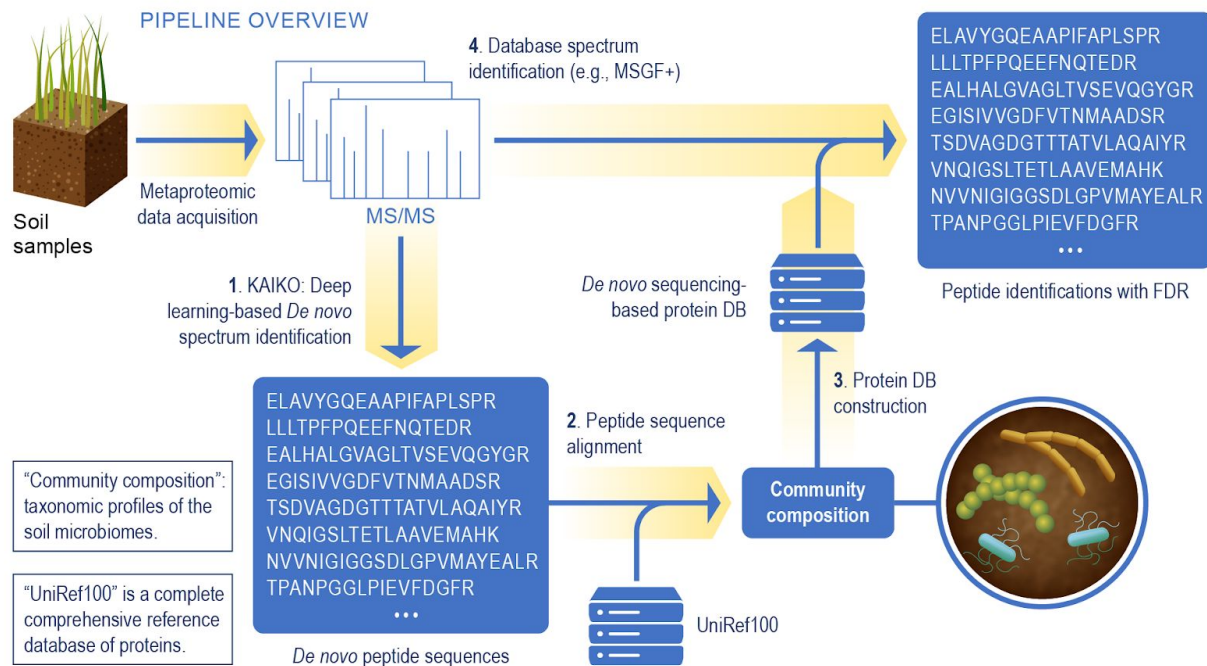 PIPELINE OVERVIEW
Soil
samples
Metaproteomic
data acquisition
MS/MS
4. Database spectrum
identification (e.g., MSGF+)
ELAVYGQEAAPIFAPLSPR
LLLTPFPQEEFNQTEDR
EALHALGVAGLTVSEVQGYGR
EGISIVVGDFVTNMAADSR
TSDVAGDGTTTATVLAQAIYR
VNQIGSLTETLAAVEMAHK
NVVNIGIGGSDLGPVMAYEALR
TPANPGGLPIEVFDGFR
...
Peptide identifications with FDR
1. KAIKO: Deep
learning-based De novo
spectrum identification
De novo sequencing-
based protein DB
ELAVYGQEAAPIFAPLSPR
LLLTPFPQEEFNQTEDR
EALHALGVAGLTVSEVQGYGR
EGISIVVGDFVTNMAADSR
TSDVAGDGTTTATVLAQAIYR
VNQIGSLTETLAAVEMAHK
NVVNIGIGGSDLGPVMAYEALR
TPANPGGLPIEVFDGFR
...
De novo peptide sequences
2. Peptide sequence
alignment
UniRef100
3. Protein DB
construction
Community
composition
“Community composition”:
taxonomic profiles of the
soil microbiomes.
“UniRef100” is a complete
comprehensive reference
database of proteins.